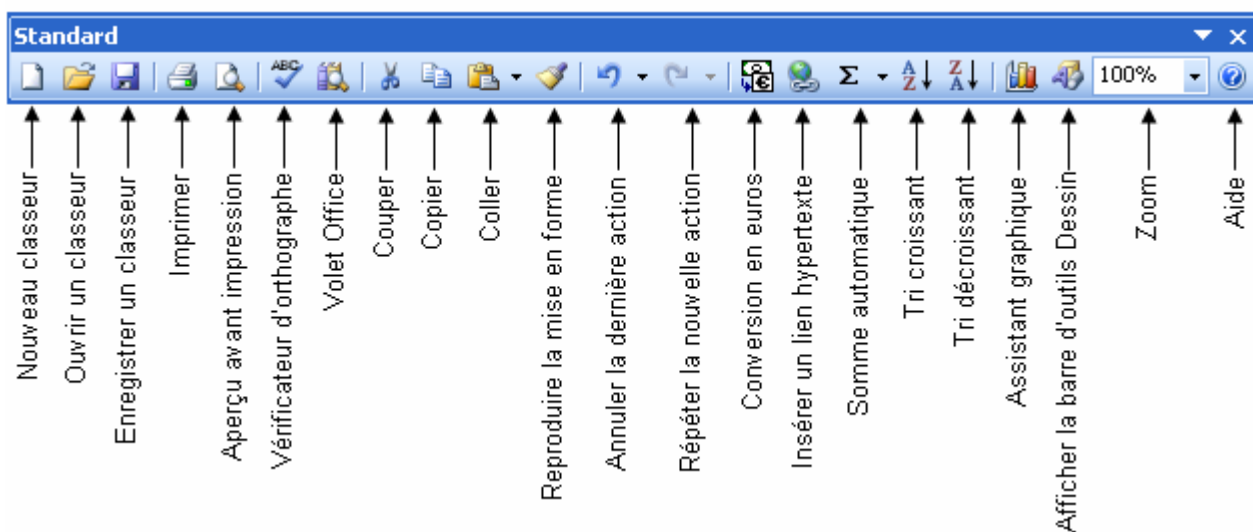 Standard
ABC
A
Z
Z
A
Σ
100%
Nouveau classeur
Ouvrir un classeur
Enregistrer un classeur
Imprimer
Aperçu avant impression
Vérificateur d'orthographe
Volet Office
Couper
Copier
Coller
Reproduire la mise en forme
Annuler la dernière action
Répéter la nouvelle action
Conversion en euros
Insérer un lien hypertexte
Somme automatique
Tri croissant
Tri décroissant
Assistant graphique
Afficher la barre d'outils Dessin
Zoom
Aide